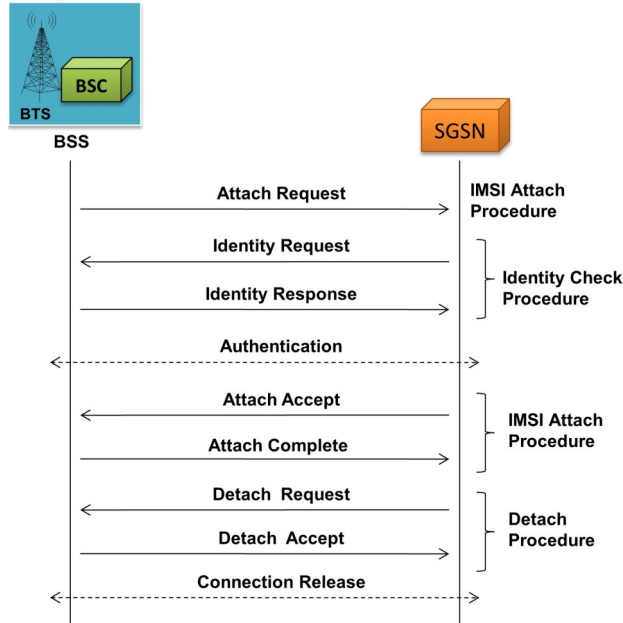 BSC
BTS
BSS
SGSN
Attach Request
IMSI Attach
Procedure
Identity Request
Identity Response
Identity Check
Procedure
Authentication
Attach Accept
Attach Complete
IMSI Attach
Procedure
Detach Request
Detach Accept
Detach
Procedure
Connection Release